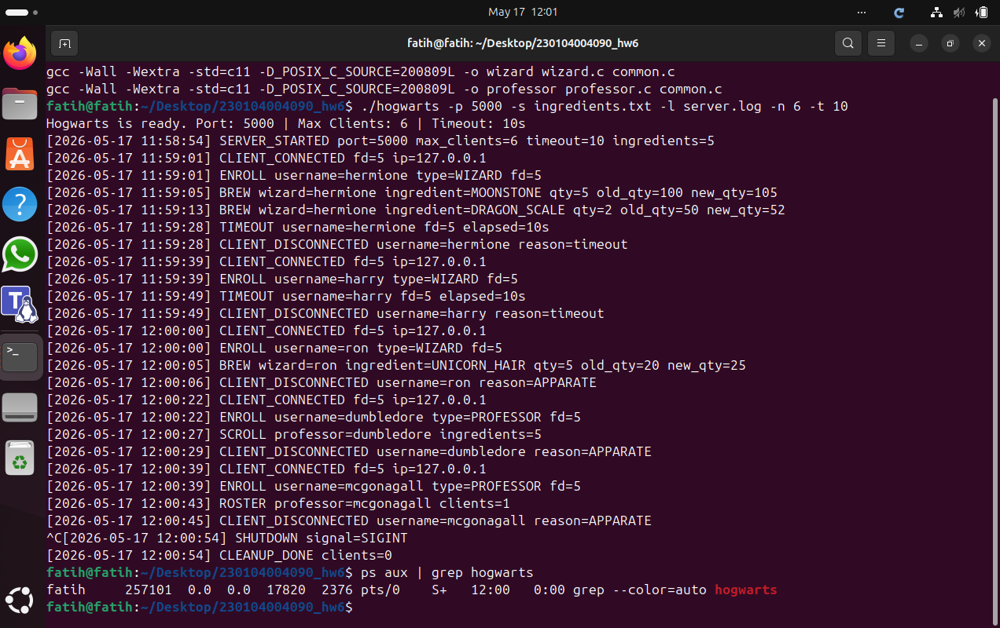 May 17 12:01
fatih@fatih: ~/Desktop/230104004090_hw6
gcc -Wall -Wextra -std=c11 -D_POSIX_C_SOURCE=200809L -o wizard wizard.c common.c
gcc -Wall -Wextra -std=c11 -D_POSIX_C_SOURCE=200809L -o professor professor.c common.c
fatih@fatih:~/Desktop/230104004090_hw6$ ./hogwarts -p 5000 -s ingredients.txt -l server.log -n 6 -t 10
Hogwarts is ready. Port: 5000 | Max Clients: 6 | Timeout: 10s
[2026-05-17 11:58:54] SERVER_STARTED port=5000 max_clients=6 timeout=10 ingredients=5
[2026-05-17 11:59:01] CLIENT_CONNECTED fd=5 ip=127.0.0.1
[2026-05-17 11:59:01] ENROLL username=hermione type=WIZARD fd=5
[2026-05-17 11:59:05] BREW wizard=hermione ingredient=MOONSTONE qty=5 old_qty=100 new_qty=105
[2026-05-17 11:59:13] BREW wizard=hermione ingredient=DRAGON_SCALE qty=2 old_qty=50 new_qty=52
[2026-05-17 11:59:28] TIMEOUT username=hermione fd=5 elapsed=10s
[2026-05-17 11:59:28] CLIENT_DISCONNECTED username=hermione reason=timeout
[2026-05-17 11:59:39] CLIENT_CONNECTED fd=5 ip=127.0.0.1
[2026-05-17 11:59:39] ENROLL username=harry type=WIZARD fd=5
[2026-05-17 11:59:49] TIMEOUT username=harry fd=5 elapsed=10s
[2026-05-17 11:59:49] CLIENT_DISCONNECTED username=harry reason=timeout
[2026-05-17 12:00:00] CLIENT_CONNECTED fd=5 ip=127.0.0.1
[2026-05-17 12:00:00] ENROLL username=ron type=WIZARD fd=5
[2026-05-17 12:00:05] BREW wizard=ron ingredient=UNICORN_HAIR qty=5 old_qty=20 new_qty=25
[2026-05-17 12:00:06] CLIENT_DISCONNECTED username=ron reason=APPARATE
[2026-05-17 12:00:22] CLIENT_CONNECTED fd=5 ip=127.0.0.1
[2026-05-17 12:00:22] ENROLL username=dumbledore type=PROFESSOR fd=5
[2026-05-17 12:00:27] SCROLL professor=dumbledore ingredients=5
[2026-05-17 12:00:29] CLIENT_DISCONNECTED username=dumbledore reason=APPARATE
[2026-05-17 12:00:39] CLIENT_CONNECTED fd=5 ip=127.0.0.1
[2026-05-17 12:00:39] ENROLL username=mcgonagall type=PROFESSOR fd=5
[2026-05-17 12:00:43] ROSTER professor=mcgonagall clients=1
[2026-05-17 12:00:45] CLIENT_DISCONNECTED username=mcgonagall reason=APPARATE
^C[2026-05-17 12:00:54] SHUTDOWN signal=SIGINT
[2026-05-17 12:00:54] CLEANUP_DONE clients=0
fatih@fatih:~/Desktop/230104004090_hw6$ ps aux | grep hogwarts
fatih 257101 0.0 0.0 17820 2376 pts/0 S+ 12:00 0:00 grep --color=auto hogwarts
fatih@fatih:~/Desktop/230104004090_hw6$